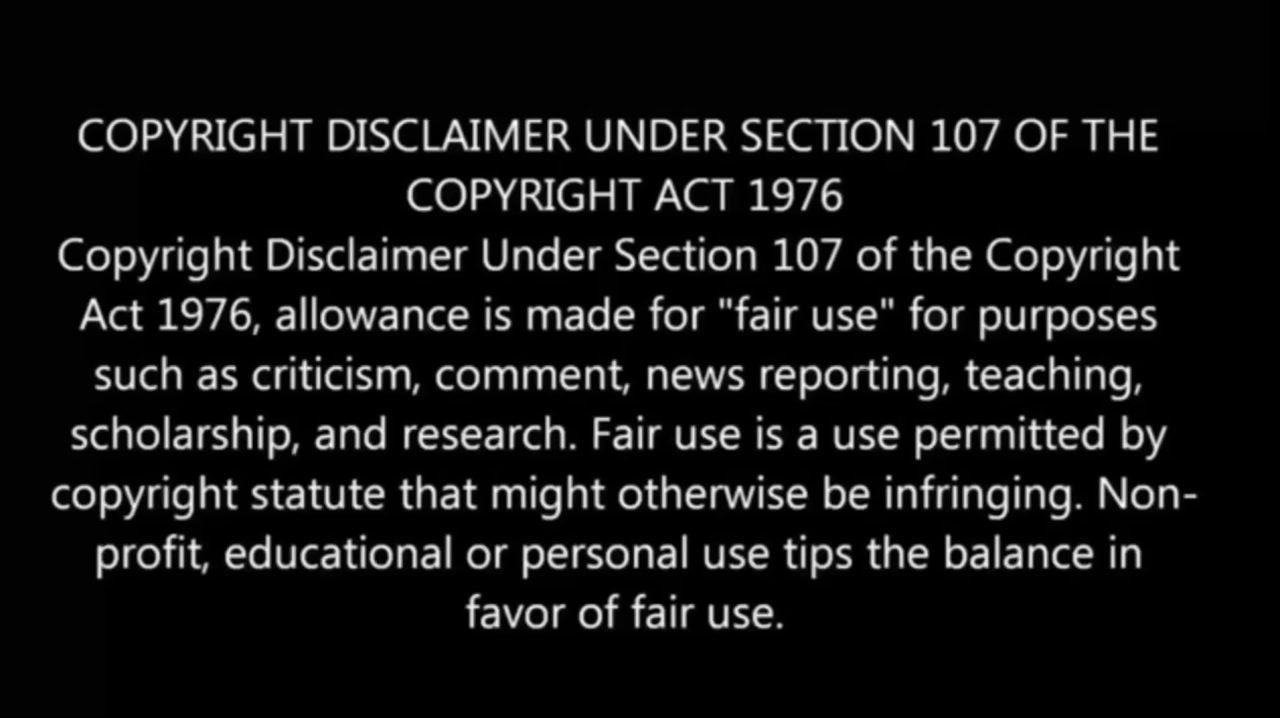 COPYRIGHT DISCLAIMER UNDER SECTION 107 OF THE
COPYRIGHT ACT 1976
Copyright Disclaimer Under Section 107 of the Copyright
Act 1976, allowance is made for "fair use" for purposes
such as criticism, comment, news reporting, teaching,
scholarship, and research. Fair use is a use permitted by
copyright statute that might otherwise be infringing. Non-
profit, educational or personal use tips the balance in
favor of fair use.